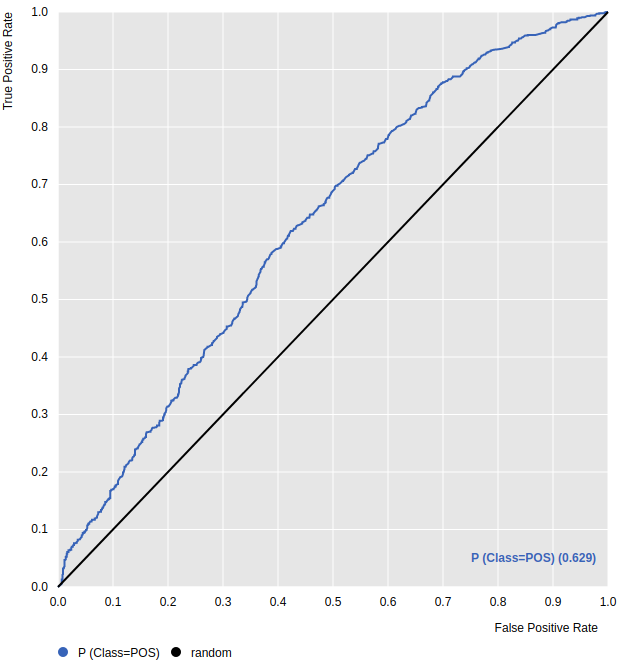 True Positive Rate
1.0
0.9
0.8
0.7
0.6
0.5
0.4
0.3
0.2
0.1
0.0
P (Class=POS) (0.629)
0.0 0.1 0.2 0.3 0.4 0.5 0.6 0.7 0.8 0.9 1.0
False Positive Rate
P (Class=POS) random